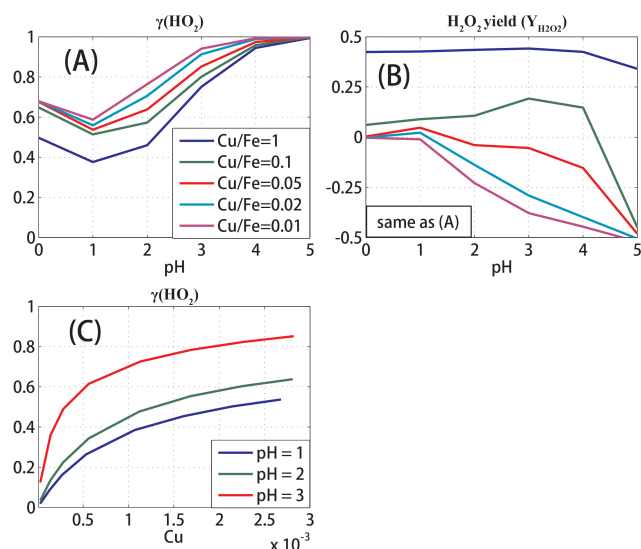 γ(HO2)
1
0.8
0.6
0.4
0.2
0
(A)
Cu/Fe=1
Cu/Fe=0.1
Cu/Fe=0.05
Cu/Fe=0.02
Cu/Fe=0.01
0 1 2 3 4 5
pH
H2O2 yield (YH2O2)
0.5
0.25
0
-0.25
-0.5
(B)
same as (A)
0 1 2 3 4 5
pH
γ(HO2)
1
0.8
0.6
0.4
0.2
0
(C)
pH = 1
pH = 2
pH = 3
0.5 1 1.5 2 2.5 3
Cu
x 10-3